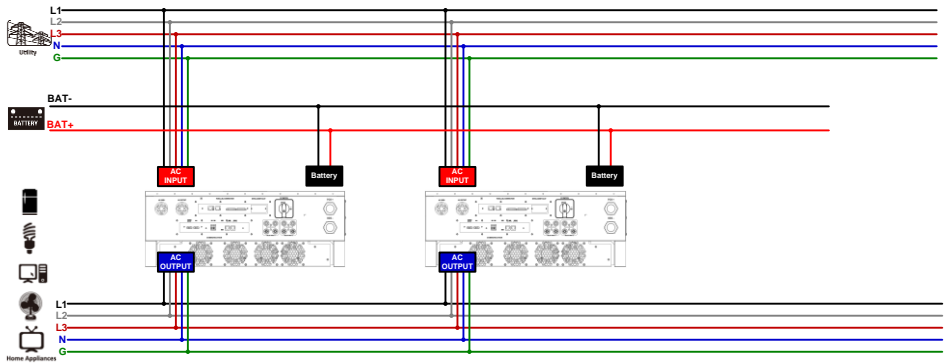 L1
L2
L3
N
G
Utility
BAT-
BATTERY
BAT+
AC
INPUT
Battery
AC
INPUT
Battery
AC
OUTPUT
AC
OUTPUT
L1
L2
L3
N
G
Home Appliances